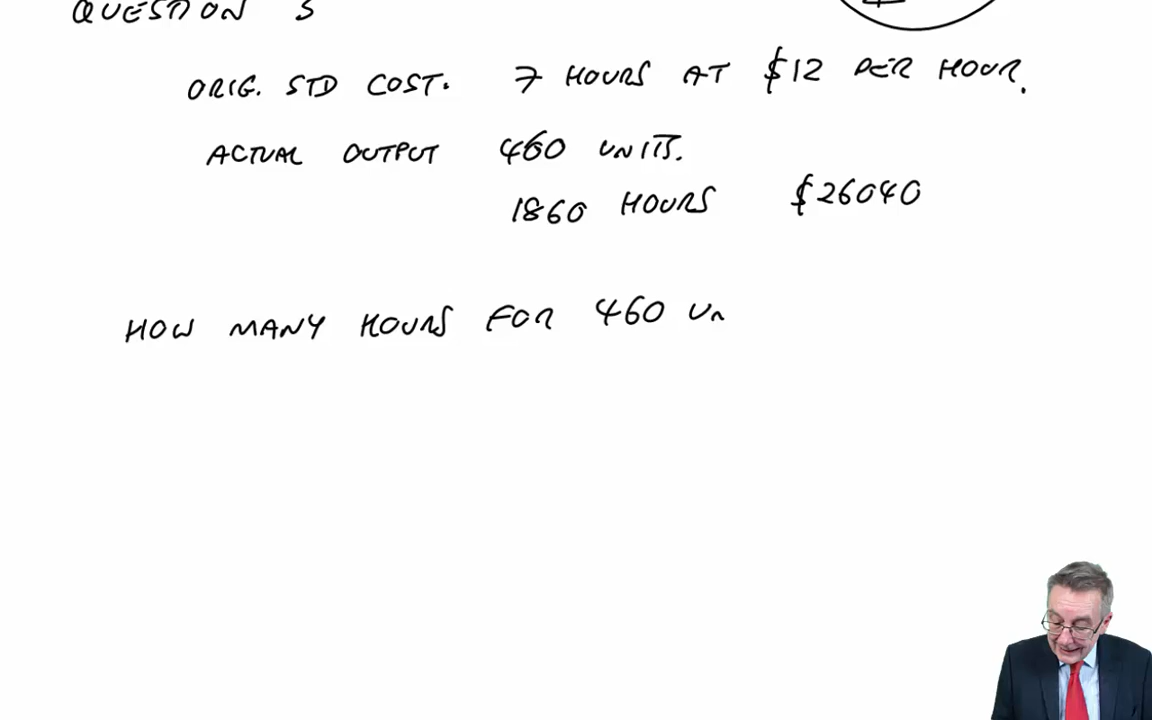 QUESTION 3
ORIG. STD COST. 7 HOURS AT $12 PER HOUR.
ACTUAL OUTPUT 460 UNITS.
1860 HOURS $26040
HOW MANY HOURS FOR 460 UN